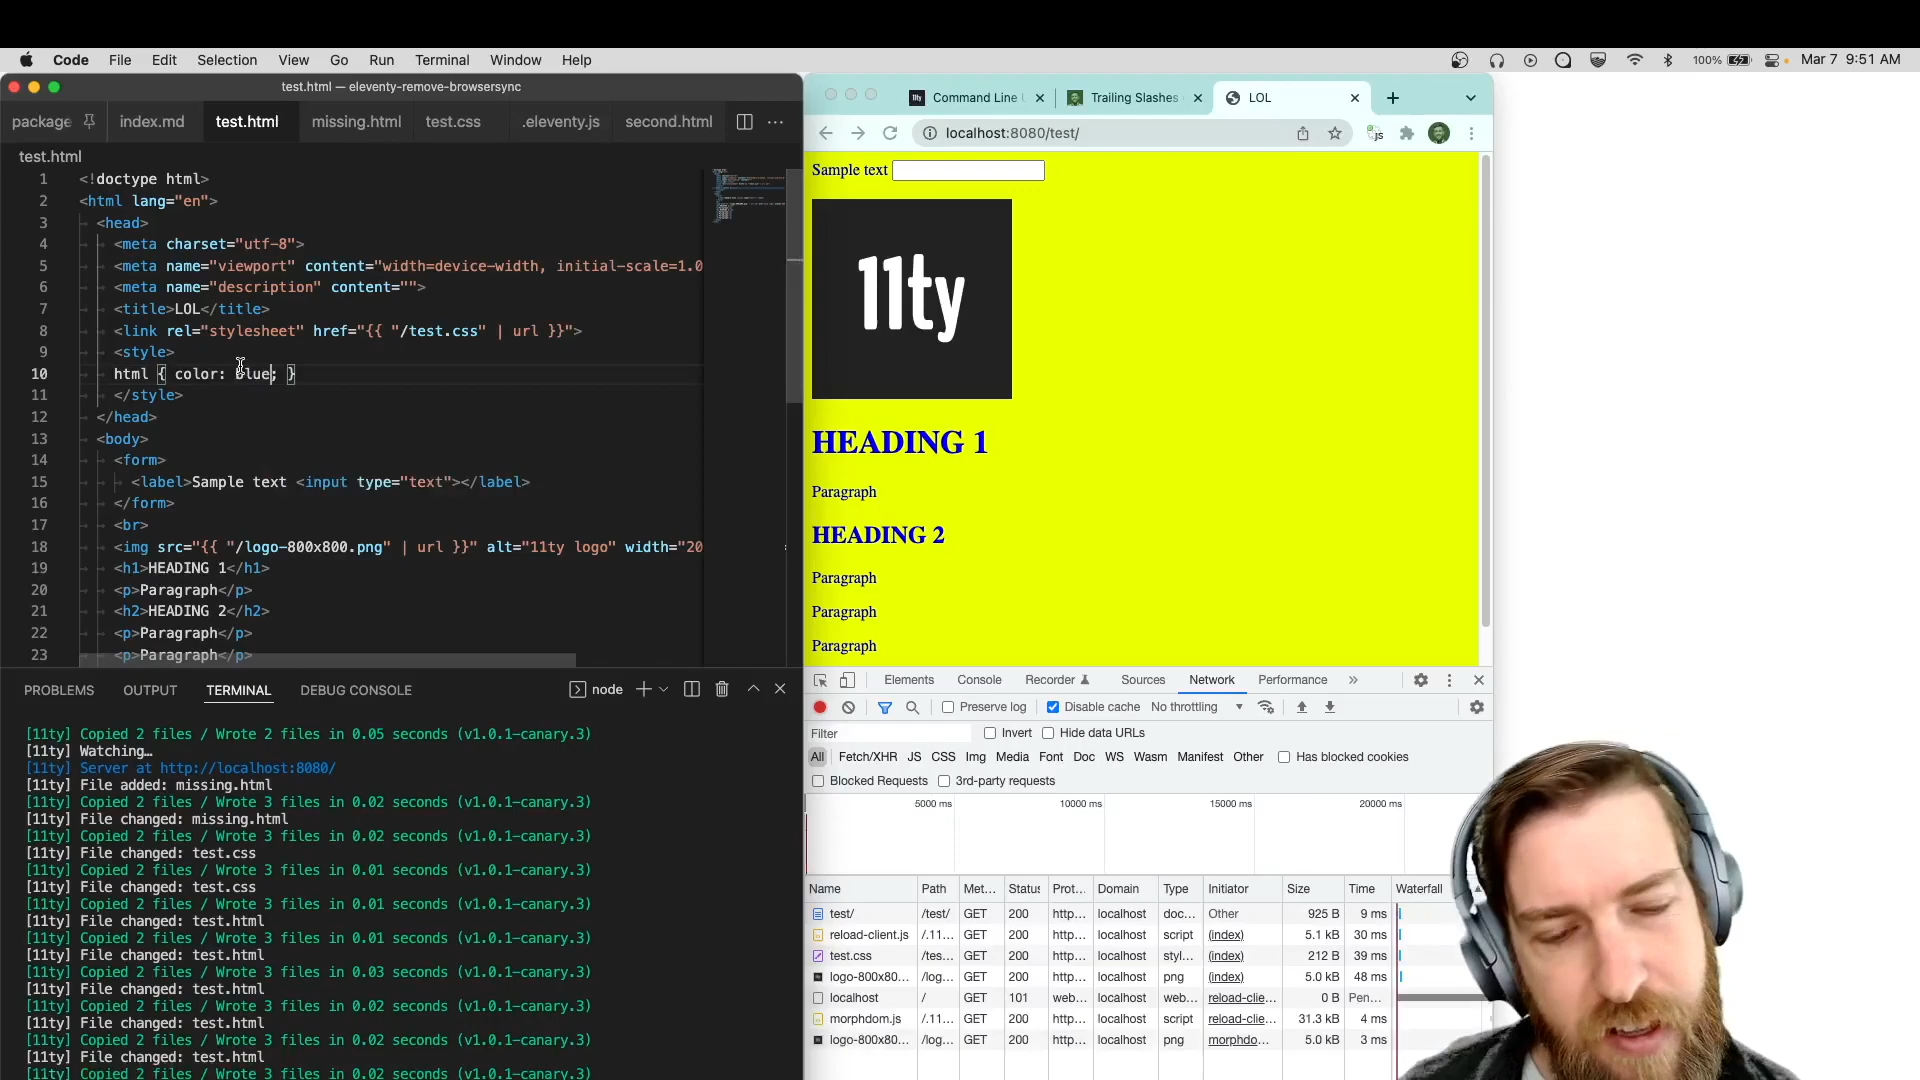 Code File Edit Selection View Go Run Terminal Window Help 100% Mar 7 9:51 AM
test.html — eleventy-remove-browsersync
package index.md test.html missing.html test.css .eleventy.js second.html
test.html
1 <!doctype html>
2 <html lang="en">
3 <head>
4 <meta charset="utf-8">
5 <meta name="viewport" content="width=device-width, initial-scale=1.0
6 <meta name="description" content="">
7 <title>LOL</title>
8 <link rel="stylesheet" href="{{ "/test.css" | url }}">
9 <style>
10 html { color: blue; }
11 </style>
12 </head>
13 <body>
14 <form>
15 <label>Sample text <input type="text"></label>
16 </form>
17 <br>
18 <img src="{{ "/logo-800x800.png" | url }}" alt="11ty logo" width="20
19 <h1>HEADING 1</h1>
20 <p>Paragraph</p>
21 <h2>HEADING 2</h2>
22 <p>Paragraph</p>
23 <p>Paragraph</p>
PROBLEMS OUTPUT TERMINAL DEBUG CONSOLE node
[11ty] Copied 2 files / Wrote 2 files in 0.05 seconds (v1.0.1-canary.3)
[11ty] Watching…
[11ty] Server at http://localhost:8080/
[11ty] File added: missing.html
[11ty] Copied 2 files / Wrote 3 files in 0.02 seconds (v1.0.1-canary.3)
[11ty] File changed: missing.html
[11ty] Copied 2 files / Wrote 3 files in 0.02 seconds (v1.0.1-canary.3)
[11ty] File changed: test.css
[11ty] Copied 2 files / Wrote 3 files in 0.01 seconds (v1.0.1-canary.3)
[11ty] File changed: test.css
[11ty] Copied 2 files / Wrote 3 files in 0.01 seconds (v1.0.1-canary.3)
[11ty] File changed: test.html
[11ty] Copied 2 files / Wrote 3 files in 0.01 seconds (v1.0.1-canary.3)
[11ty] File changed: test.html
[11ty] Copied 2 files / Wrote 3 files in 0.03 seconds (v1.0.1-canary.3)
[11ty] File changed: test.html
[11ty] Copied 2 files / Wrote 3 files in 0.02 seconds (v1.0.1-canary.3)
[11ty] File changed: test.html
[11ty] Copied 2 files / Wrote 3 files in 0.02 seconds (v1.0.1-canary.3)
[11ty] File changed: test.html
[11ty] Copied 2 files / Wrote 3 files in 0.02 seconds (v1.0.1-canary.3)
11ty Command Line Trailing Slashes LOL
localhost:8080/test/
Sample text
11ty
HEADING 1
Paragraph
HEADING 2
Paragraph
Paragraph
Paragraph
Elements Console Recorder Sources Network Performance »
Preserve log Disable cache No throttling
Filter Invert Hide data URLs
All Fetch/XHR JS CSS Img Media Font Doc WS Wasm Manifest Other Has blocked cookies
Blocked Requests 3rd-party requests
5000 ms 10000 ms 15000 ms 20000 ms
Name Path Met... Status Prot... Domain Type Initiator Size Time Waterfall
test/ /test/ GET 200 http... localhost doc... Other 925 B 9 ms
reload-client.js /.11... GET 200 http... localhost script (index) 5.1 kB 30 ms
test.css /tes... GET 200 http... localhost styl... (index) 212 B 39 ms
logo-800x80... /log... GET 200 http... localhost png (index) 5.0 kB 48 ms
localhost / GET 101 web... localhost web... reload-clie... 0 B Pen...
morphdom.js /.11... GET 200 http... localhost script reload-clie... 31.3 kB 4 ms
logo-800x80... /log... GET 200 http... localhost png morphdo... 5.0 kB 3 ms